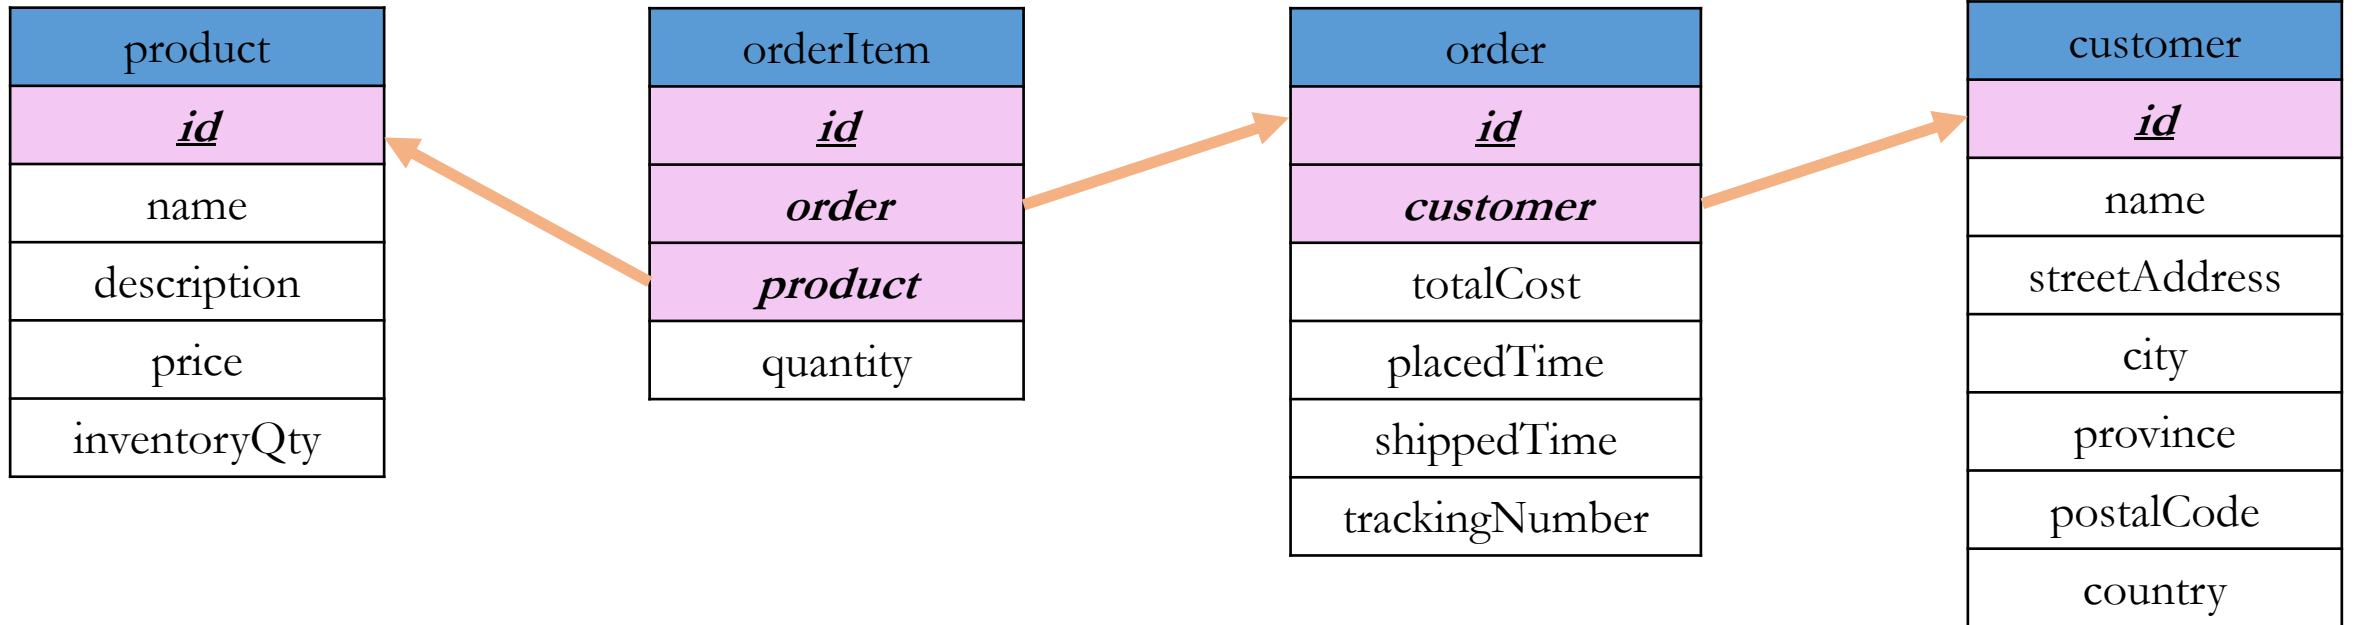 product
id
name
description
price
inventoryQty
orderItem
id
order
product
quantity
order
id
customer
totalCost
placedTime
shippedTime
trackingNumber
customer
id
name
streetAddress
city
province
postalCode
country